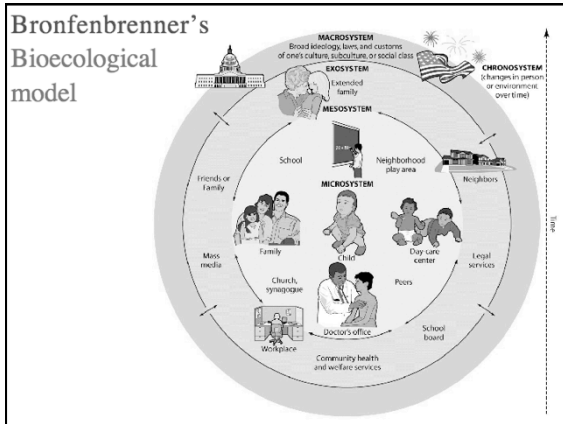 Bronfenbrenner's
Bioecological
model
MACROSYSTEM
Broad ideology, laws, and customs
of one's culture, subculture, or social class
EXOSYSTEM
Extended
family
MESOSYSTEM
CHRONOSYSTEM
(changes in person
or environment
over time)
School
Neighborhood
play area
Friends or
Family
Neighbors
MICROSYSTEM
Family
Child
Day-care
center
Mass
media
Legal
services
Church,
synagogue
Peers
Doctor's office
Workplace
School
board
Community health
and welfare services
Time